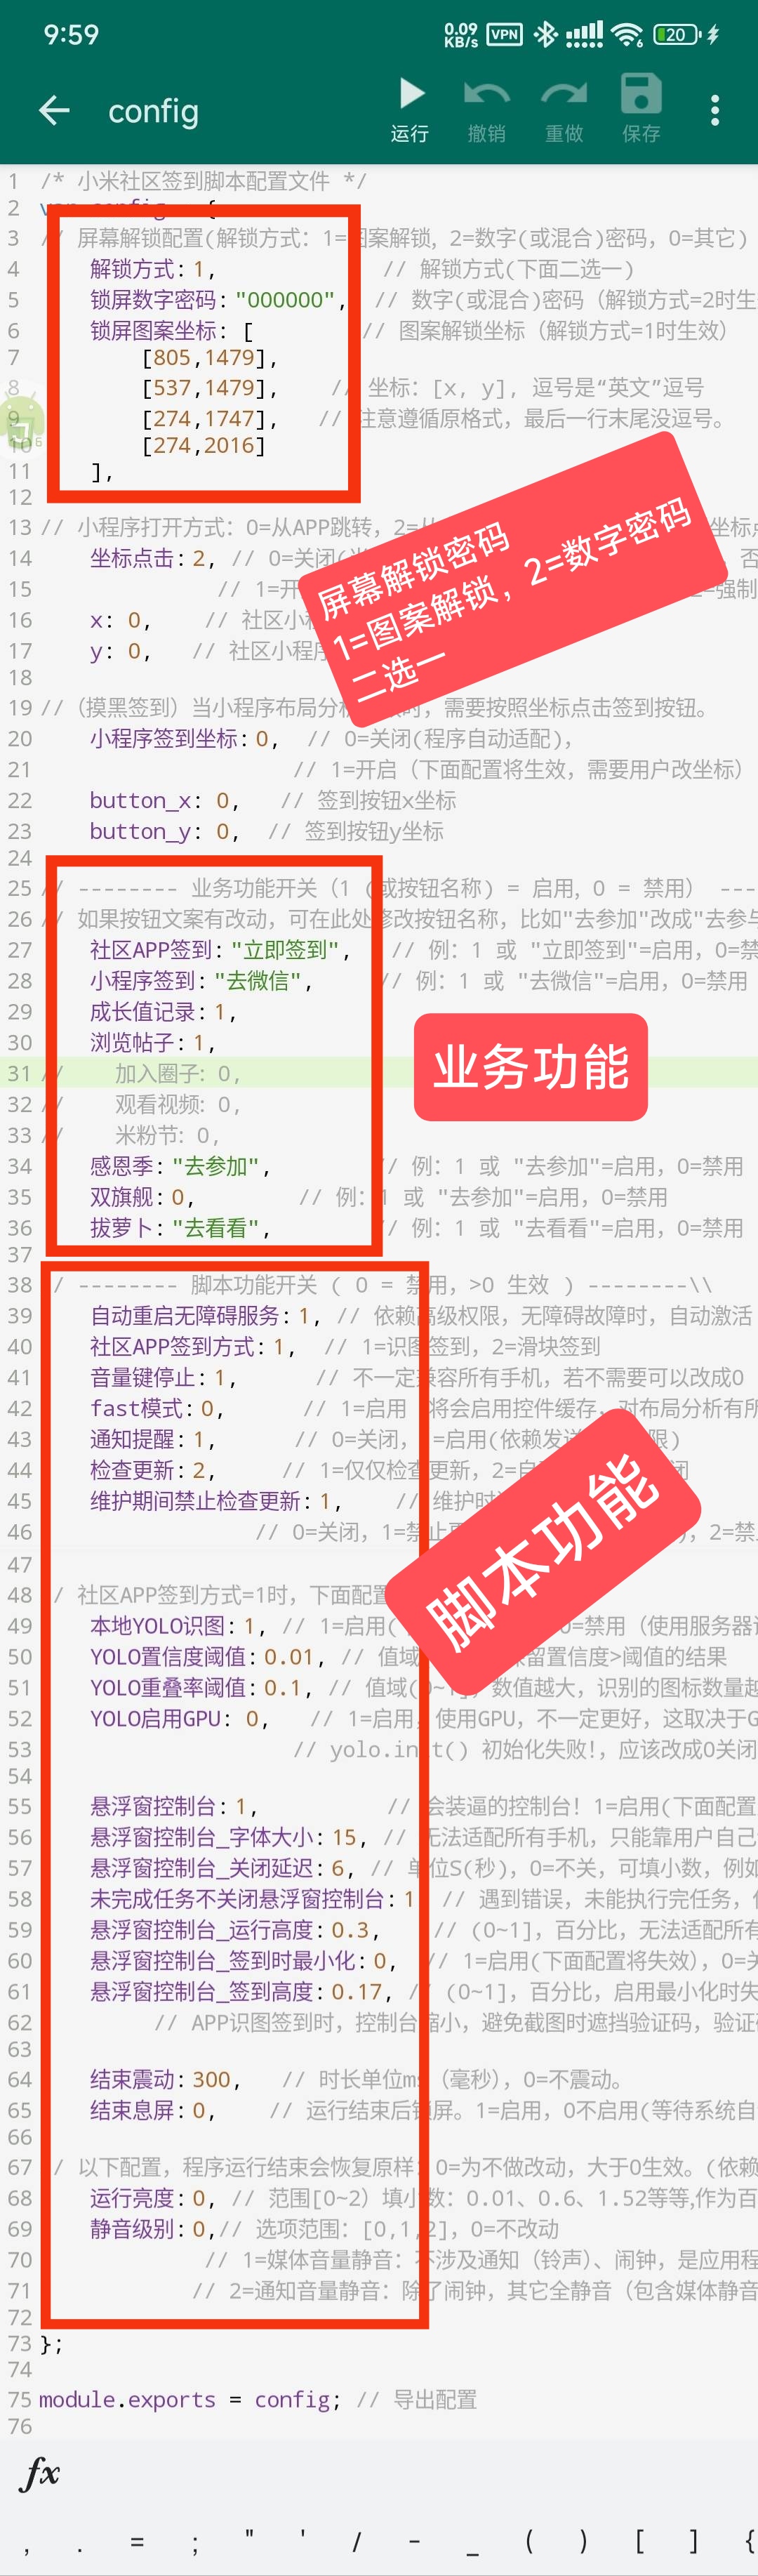 9:59 0.09 KB/s VPN 6 20
config 运行 撤销 重做 保存
1 /* 小米社区签到脚本配置文件 */
2 var config = {
3 // 屏幕解锁配置(解锁方式：1=图案解锁，2=数字(或混合)密码，0=其它)
4 解锁方式: 1, // 解锁方式(下面二选一)
5 锁屏数字密码: "000000", // 数字(或混合)密码（解锁方式=2时生
6 锁屏图案坐标: [ // 图案解锁坐标（解锁方式=1时生效）
7 [805,1479],
8 [537,1479], // 坐标：[x, y], 逗号是“英文”逗号
9 [274,1747], // 注意遵循原格式，最后一行末尾没逗号。
10 [274,2016]
11 ],
12
13 // 小程序打开方式：0=从APP跳转，2=从 坐标点
14 坐标点击: 2, // 0=关闭 否
15 // 1=开 强制
16 x: 0, // 社区小
17 y: 0, // 社区小程序
18
屏幕解锁密码
1=图案解锁，2=数字密码
二选一
19 //（摸黑签到）当小程序布局分析 时，需要按照坐标点击签到按钮。
20 小程序签到坐标: 0, // 0=关闭(程序自动适配),
21 // 1=开启（下面配置将生效，需要用户改坐标）
22 button_x: 0, // 签到按钮x坐标
23 button_y: 0, // 签到按钮y坐标
24
25 // -------- 业务功能开关（1 (或按钮名称) = 启用, 0 = 禁用） ---
26 // 如果按钮文案有改动，可在此处修改按钮名称，比如"去参加"改成"去参与
27 社区APP签到: "立即签到", // 例：1 或 "立即签到"=启用，0=禁
28 小程序签到: "去微信", // 例：1 或 "去微信"=启用，0=禁用
29 成长值记录: 1,
30 浏览帖子: 1,
31 // 加入圈子: 0,
32 // 观看视频: 0,
33 // 米粉节: 0,
业务功能
34 感恩季: "去参加", // 例：1 或 "去参加"=启用，0=禁用
35 双旗舰: 0, // 例：1 或 "去参加"=启用，0=禁用
36 拔萝卜: "去看看", // 例：1 或 "去看看"=启用，0=禁用
37
38 / -------- 脚本功能开关 ( 0 = 禁用，>0 生效 ) --------\\
39 自动重启无障碍服务: 1, // 依赖高级权限，无障碍故障时，自动激活
40 社区APP签到方式: 1, // 1=识图签到，2=滑块签到
41 音量键停止: 1, // 不一定兼容所有手机，若不需要可以改成0
42 fast模式: 0, // 1=启用 将会启用控件缓存，对布局分析有所
43 通知提醒: 1, // 0=关闭， =启用(依赖发送 限)
44 检查更新: 2, // 1=仅仅检查更新，2=自 闭
45 维护期间禁止检查更新: 1, // 维护时
46 // 0=关闭，1=禁止 ，2=禁
47
脚本功能
48 / 社区APP签到方式=1时，下面配置
49 本地YOLO识图: 1, // 1=启用( 0=禁用（使用服务器
50 YOLO置信度阈值: 0.01, // 值域 留置信度>阈值的结果
51 YOLO重叠率阈值: 0.1, // 值域(0~1]，数值越大，识别的图标数量越
52 YOLO启用GPU: 0, // 1=启用，使用GPU，不一定更好，这取决于G
53 // yolo.init() 初始化失败!，应该改成0关闭
54
55 悬浮窗控制台: 1, // 会装逼的控制台！1=启用(下面配置
56 悬浮窗控制台_字体大小: 15, // 无法适配所有手机，只能靠用户自己
57 悬浮窗控制台_关闭延迟: 6, // 单位S(秒)，0=不关，可填小数，例如
58 未完成任务不关闭悬浮窗控制台: 1 // 遇到错误，未能执行完任务，
59 悬浮窗控制台_运行高度: 0.3, // (0~1]，百分比，无法适配所有
60 悬浮窗控制台_签到时最小化: 0, // 1=启用(下面配置将失效)，0=关
61 悬浮窗控制台_签到高度: 0.17, // (0~1]，百分比，启用最小化时失
62 // APP识图签到时，控制台缩小，避免截图时遮挡验证码，验证
63
64 结束震动: 300, // 时长单位ms（毫秒)，0=不震动。
65 结束息屏: 0, // 运行结束后锁屏。1=启用，0不启用(等待系统自
66
67 / 以下配置，程序运行结束会恢复原样：0=为不做改动，大于0生效。(依赖
68 运行亮度: 0, // 范围[0~2) 填小数：0.01、0.6、1.52等等,作为百
69 静音级别: 0,// 选项范围：[0,1,2]，0=不改动
70 // 1=媒体音量静音：不涉及通知（铃声）、闹钟，是应用程
71 // 2=通知音量静音：除了闹钟，其它全静音（包含媒体静音
72
73 };
74
75 module.exports = config; // 导出配置
76
fx
, . = ; " ' / - _ ( ) [ ] {